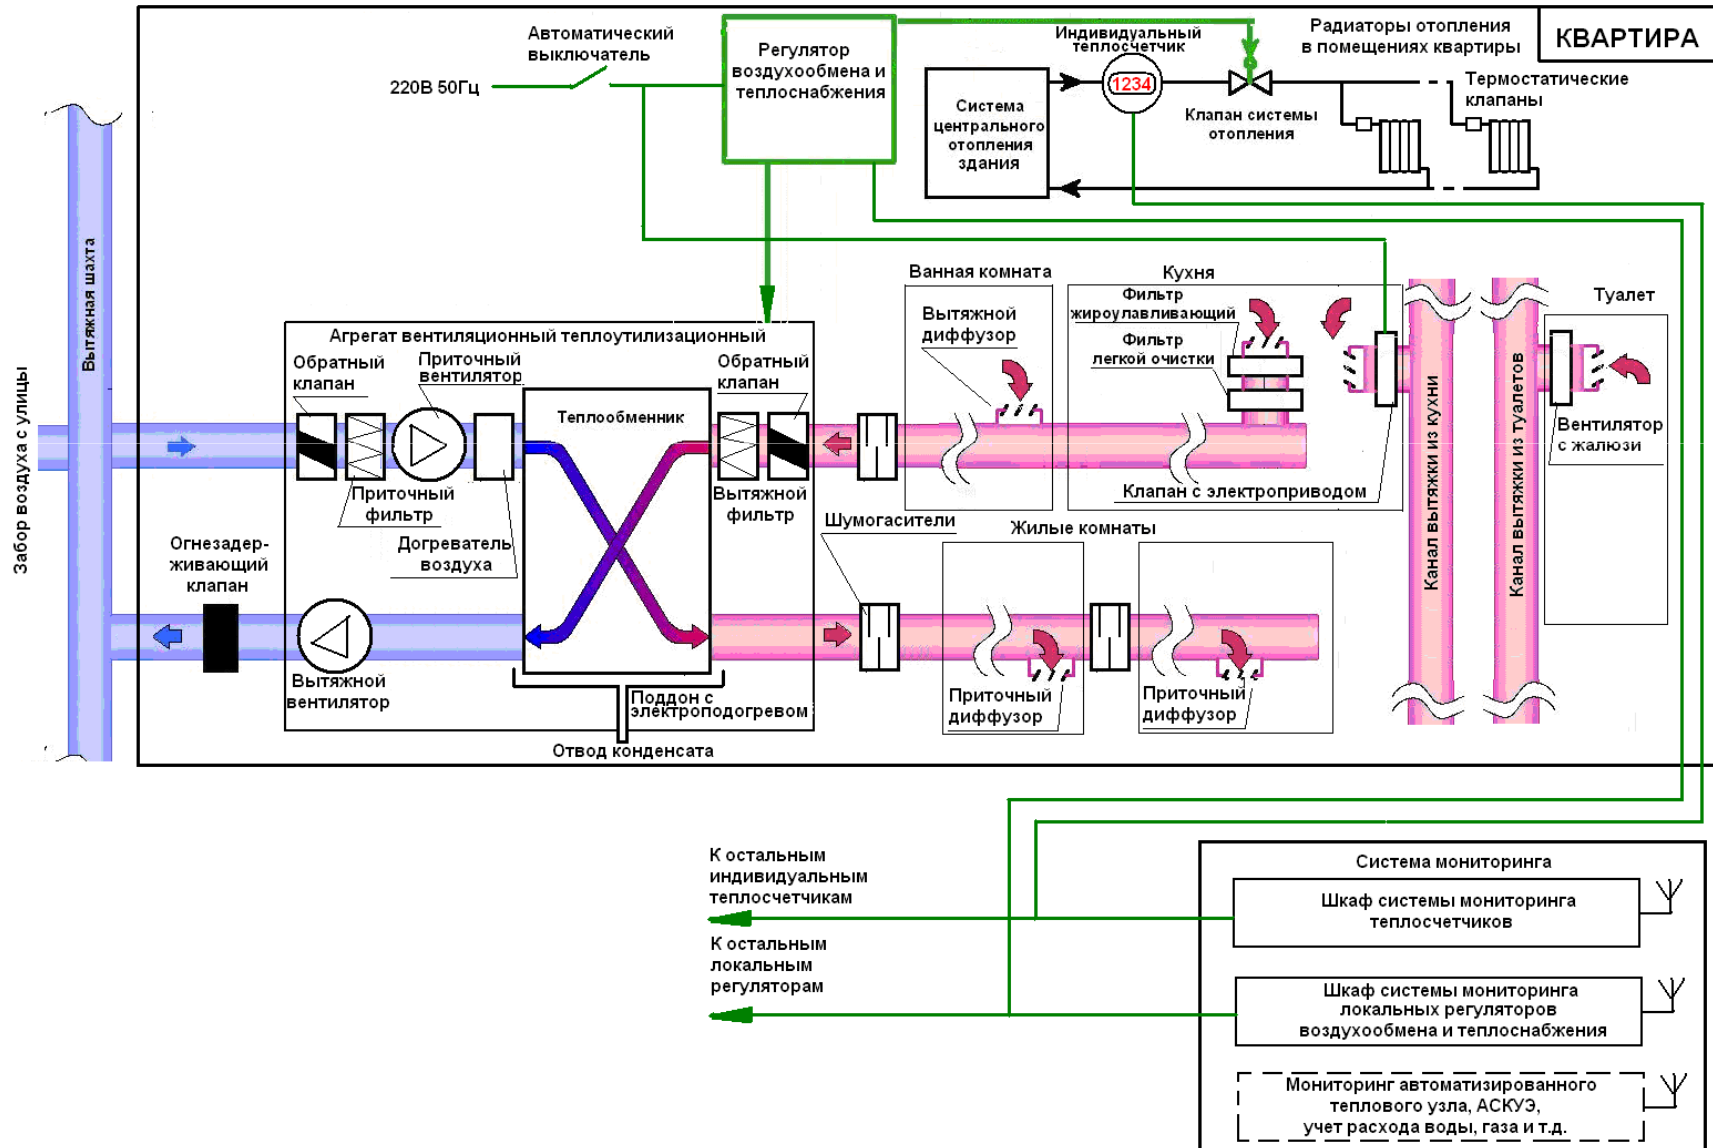 КВАРТИРА
Автоматический
выключатель
220В 50Гц
Регулятор
воздухообмена и
теплоснабжения
Индивидуальный
теплосчетчик
1234
Радиаторы отопления
в помещениях квартиры
Термостатические
клапаны
Система
центрального
отопления
здания
Клапан системы
отопления
Забор воздуха с улицы
Вытяжная шахта
Агрегат вентиляционный теплоутилизационный
Обратный
клапан
Приточный
вентилятор
Обратный
клапан
Теплообменник
Приточный
фильтр
Догреватель
воздуха
Вытяжной
фильтр
Огнезадер-
живающий
клапан
Вытяжной
вентилятор
Поддон с
электроподогревом
Отвод конденсата
Ванная комната
Вытяжной
диффузор
Кухня
Фильтр
жироулавливающий
Фильтр
легкой очистки
Клапан с электроприводом
Шумогасители
Жилые комнаты
Приточный
диффузор
Приточный
диффузор
Канал вытяжки из кухни
Канал вытяжки из туалетов
Туалет
Вентилятор
с жалюзи
К остальным
индивидуальным
теплосчетчикам
К остальным
локальным
регуляторам
Система мониторинга
Шкаф системы мониторинга
теплосчетчиков
Шкаф системы мониторинга
локальных регуляторов
воздухообмена и теплоснабжения
Мониторинг автоматизированного
теплового узла, АСКУЭ,
учет расхода воды, газа и т.д.